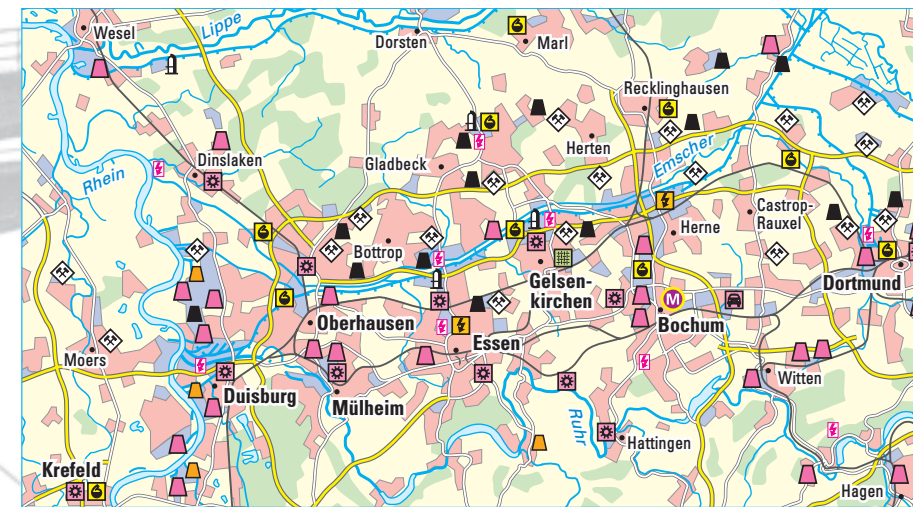 Wesel
Lippe
Dorsten
Marl
Recklinghausen
Dinslaken
Gladbeck
Herten
Emscher
Rhein
Castrop-
Rauxel
Herne
Bottrop
Gelsen-
kirchen
Dortmund
Oberhausen
M
Bochum
Essen
Moers
Witten
Duisburg
Mülheim
Ruhr
Hattingen
Krefeld
Hagen